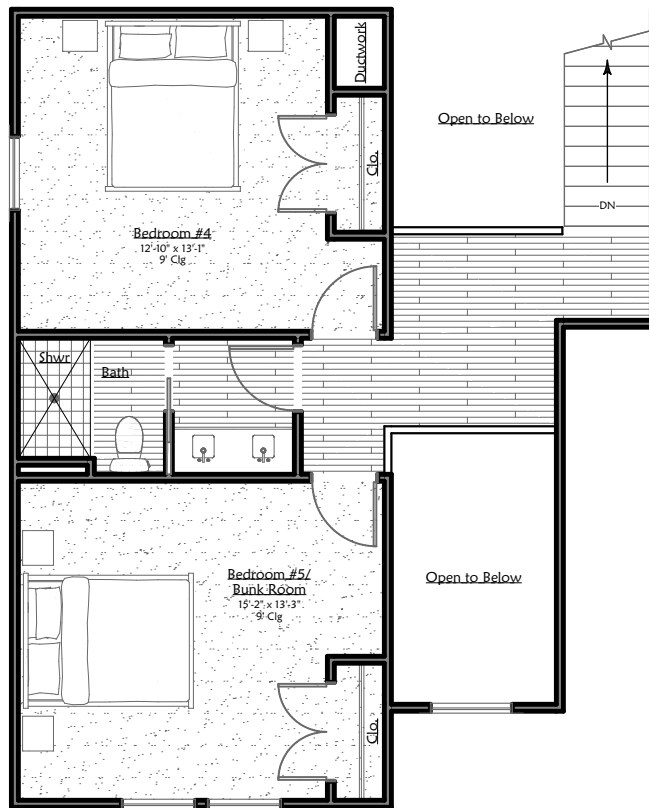 Ductwork
Open to Below
Clo.
DN
Bedroom #4
12'-10" x 13'-1"
9' Clg
Shwr
Bath
Bedroom #5/
Bunk Room
15'-2" x 13'-3"
9' Clg
Open to Below
Clo.